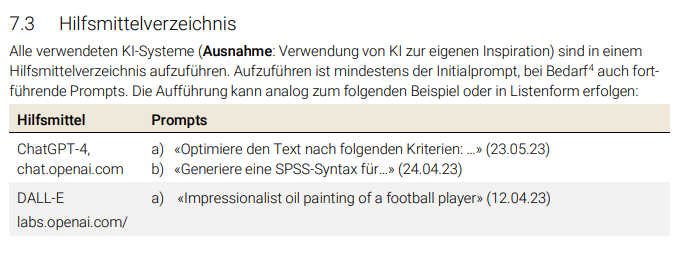 7.3 Hilfsmittelverzeichnis
Alle verwendeten KI-Systeme (Ausnahme: Verwendung von KI zur eigenen Inspiration) sind in einem
Hilfsmittelverzeichnis aufzuführen. Aufzuführen ist mindestens der Initialprompt, bei Bedarf⁴ auch fort-
führende Prompts. Die Aufführung kann analog zum folgenden Beispiel oder in Listenform erfolgen:
Hilfsmittel Prompts
ChatGPT-4, a) «Optimiere den Text nach folgenden Kriterien: …» (23.05.23)
chat.openai.com b) «Generiere eine SPSS-Syntax für…» (24.04.23)
DALL-E a) «Impressionalist oil painting of a football player» (12.04.23)
labs.openai.com/